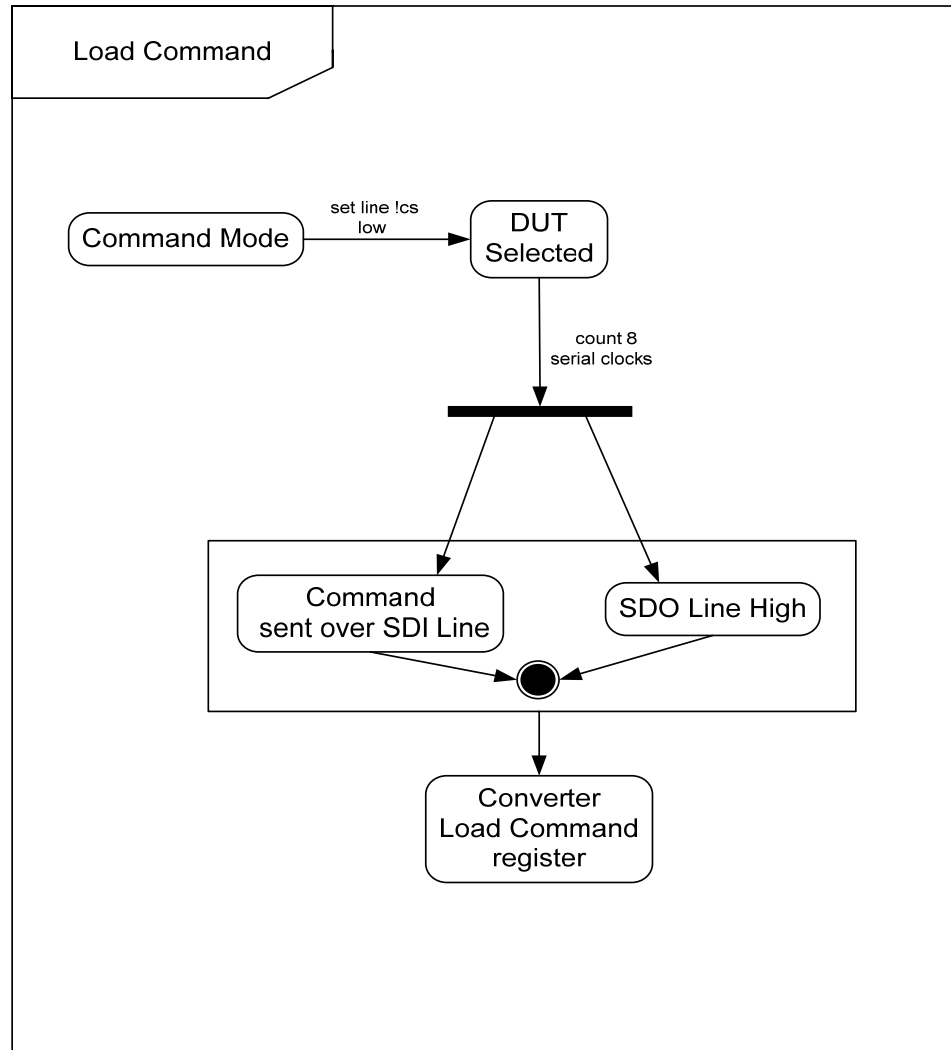 Load Command
set line !cs
low
Command Mode
DUT
Selected
count 8
serial clocks
Command
sent over SDI Line
SDO Line High
Converter
Load Command
register